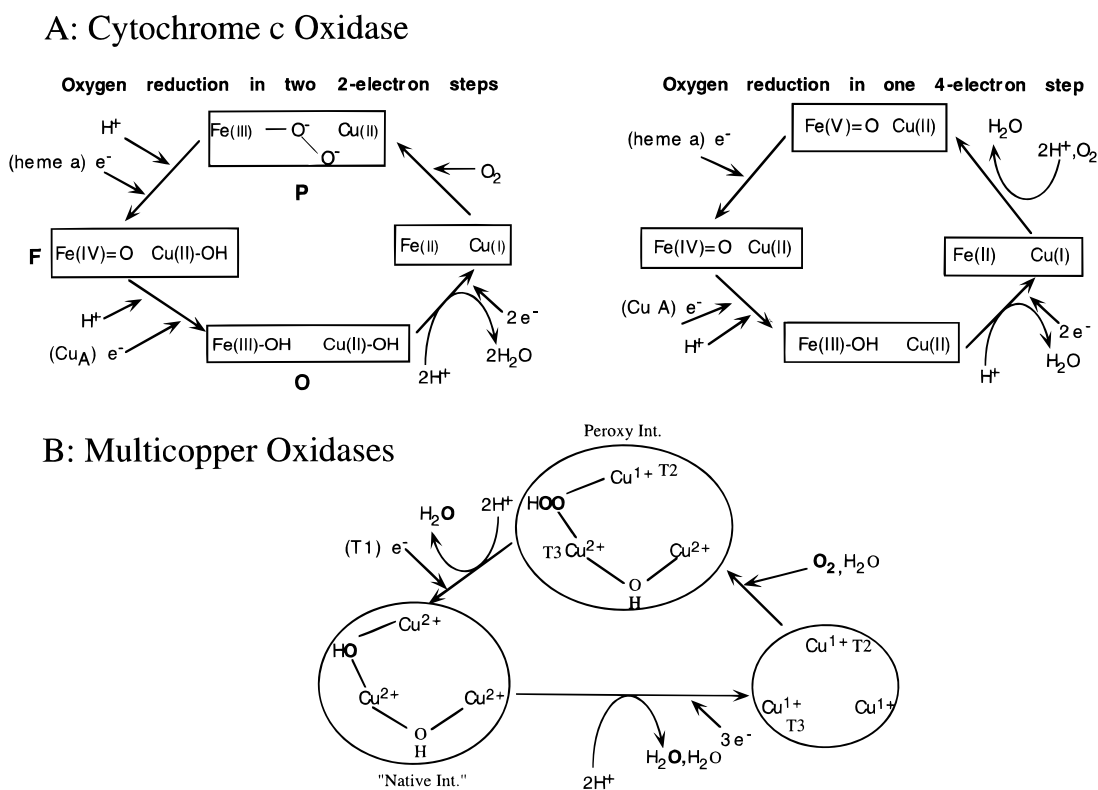 A: Cytochrome c Oxidase
Oxygen reduction in two 2-electron steps
H+
(heme a) e-
Fe(III) O- Cu(II)
O-
P
O2
F
Fe(IV)=O Cu(II)-OH
Fe(II) Cu(I)
H+
(CuA) e-
Fe(III)-OH Cu(II)-OH
O
2e-
2H2O
2H+
Oxygen reduction in one 4-electron step
(heme a) e-
Fe(V)=O Cu(II)
H2O
2H+,O2
Fe(IV)=O Cu(II)
Fe(II) Cu(I)
(Cu A) e-
H+
Fe(III)-OH Cu(II)
2e-
H2O
H+
B: Multicopper Oxidases
Peroxy Int.
Cu1+ T2
HOO
T3 Cu2+ Cu2+
O
H
H2O 2H+
(T1) e-
O2,H2O
Cu2+
HO
Cu2+ Cu2+
O
H
"Native Int."
Cu1+ T2
Cu1+ Cu1+
T3
3e-
H2O,H2O
2H+